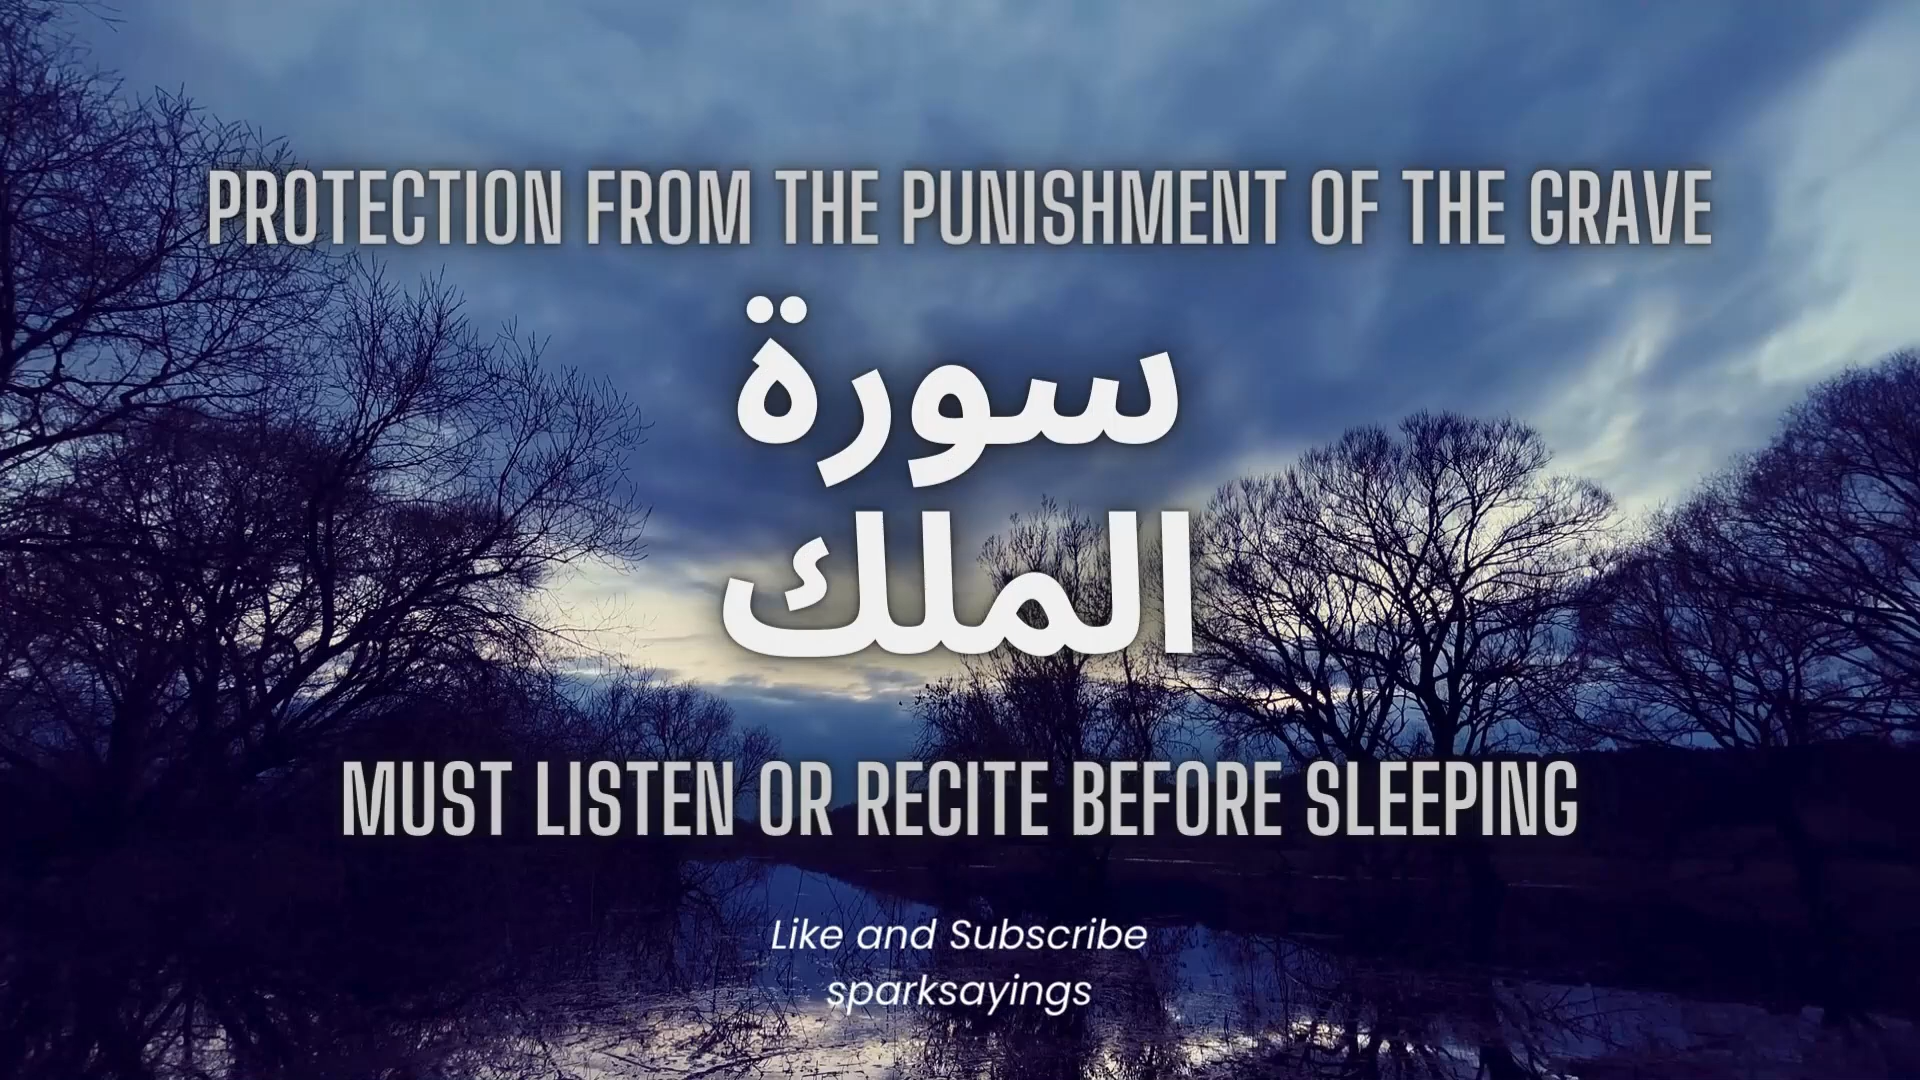 PROTECTION FROM THE PUNISHMENT OF THE GRAVE
سورة
الملك
MUST LISTEN OR RECITE BEFORE SLEEPING
Like and Subscribe
sparksayings